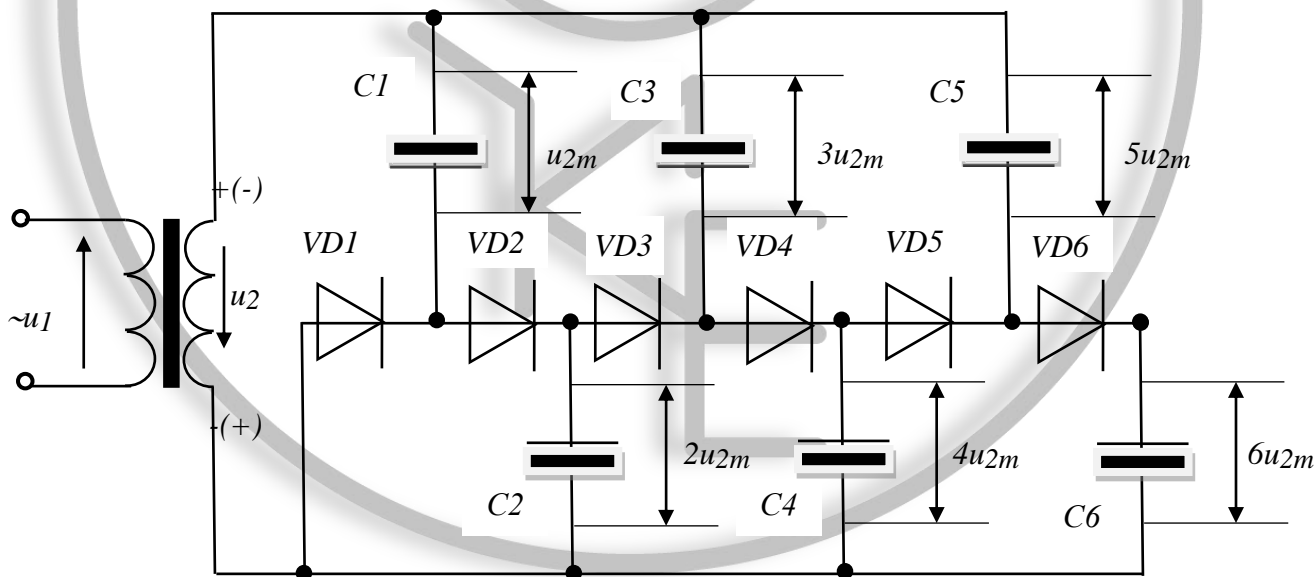 C1
C3
C5
u2m
3u2m
5u2m
+(-)
VD1
VD2
VD3
VD4
VD5
VD6
~u1
u2
-(+)
2u2m
4u2m
6u2m
C2
C4
C6